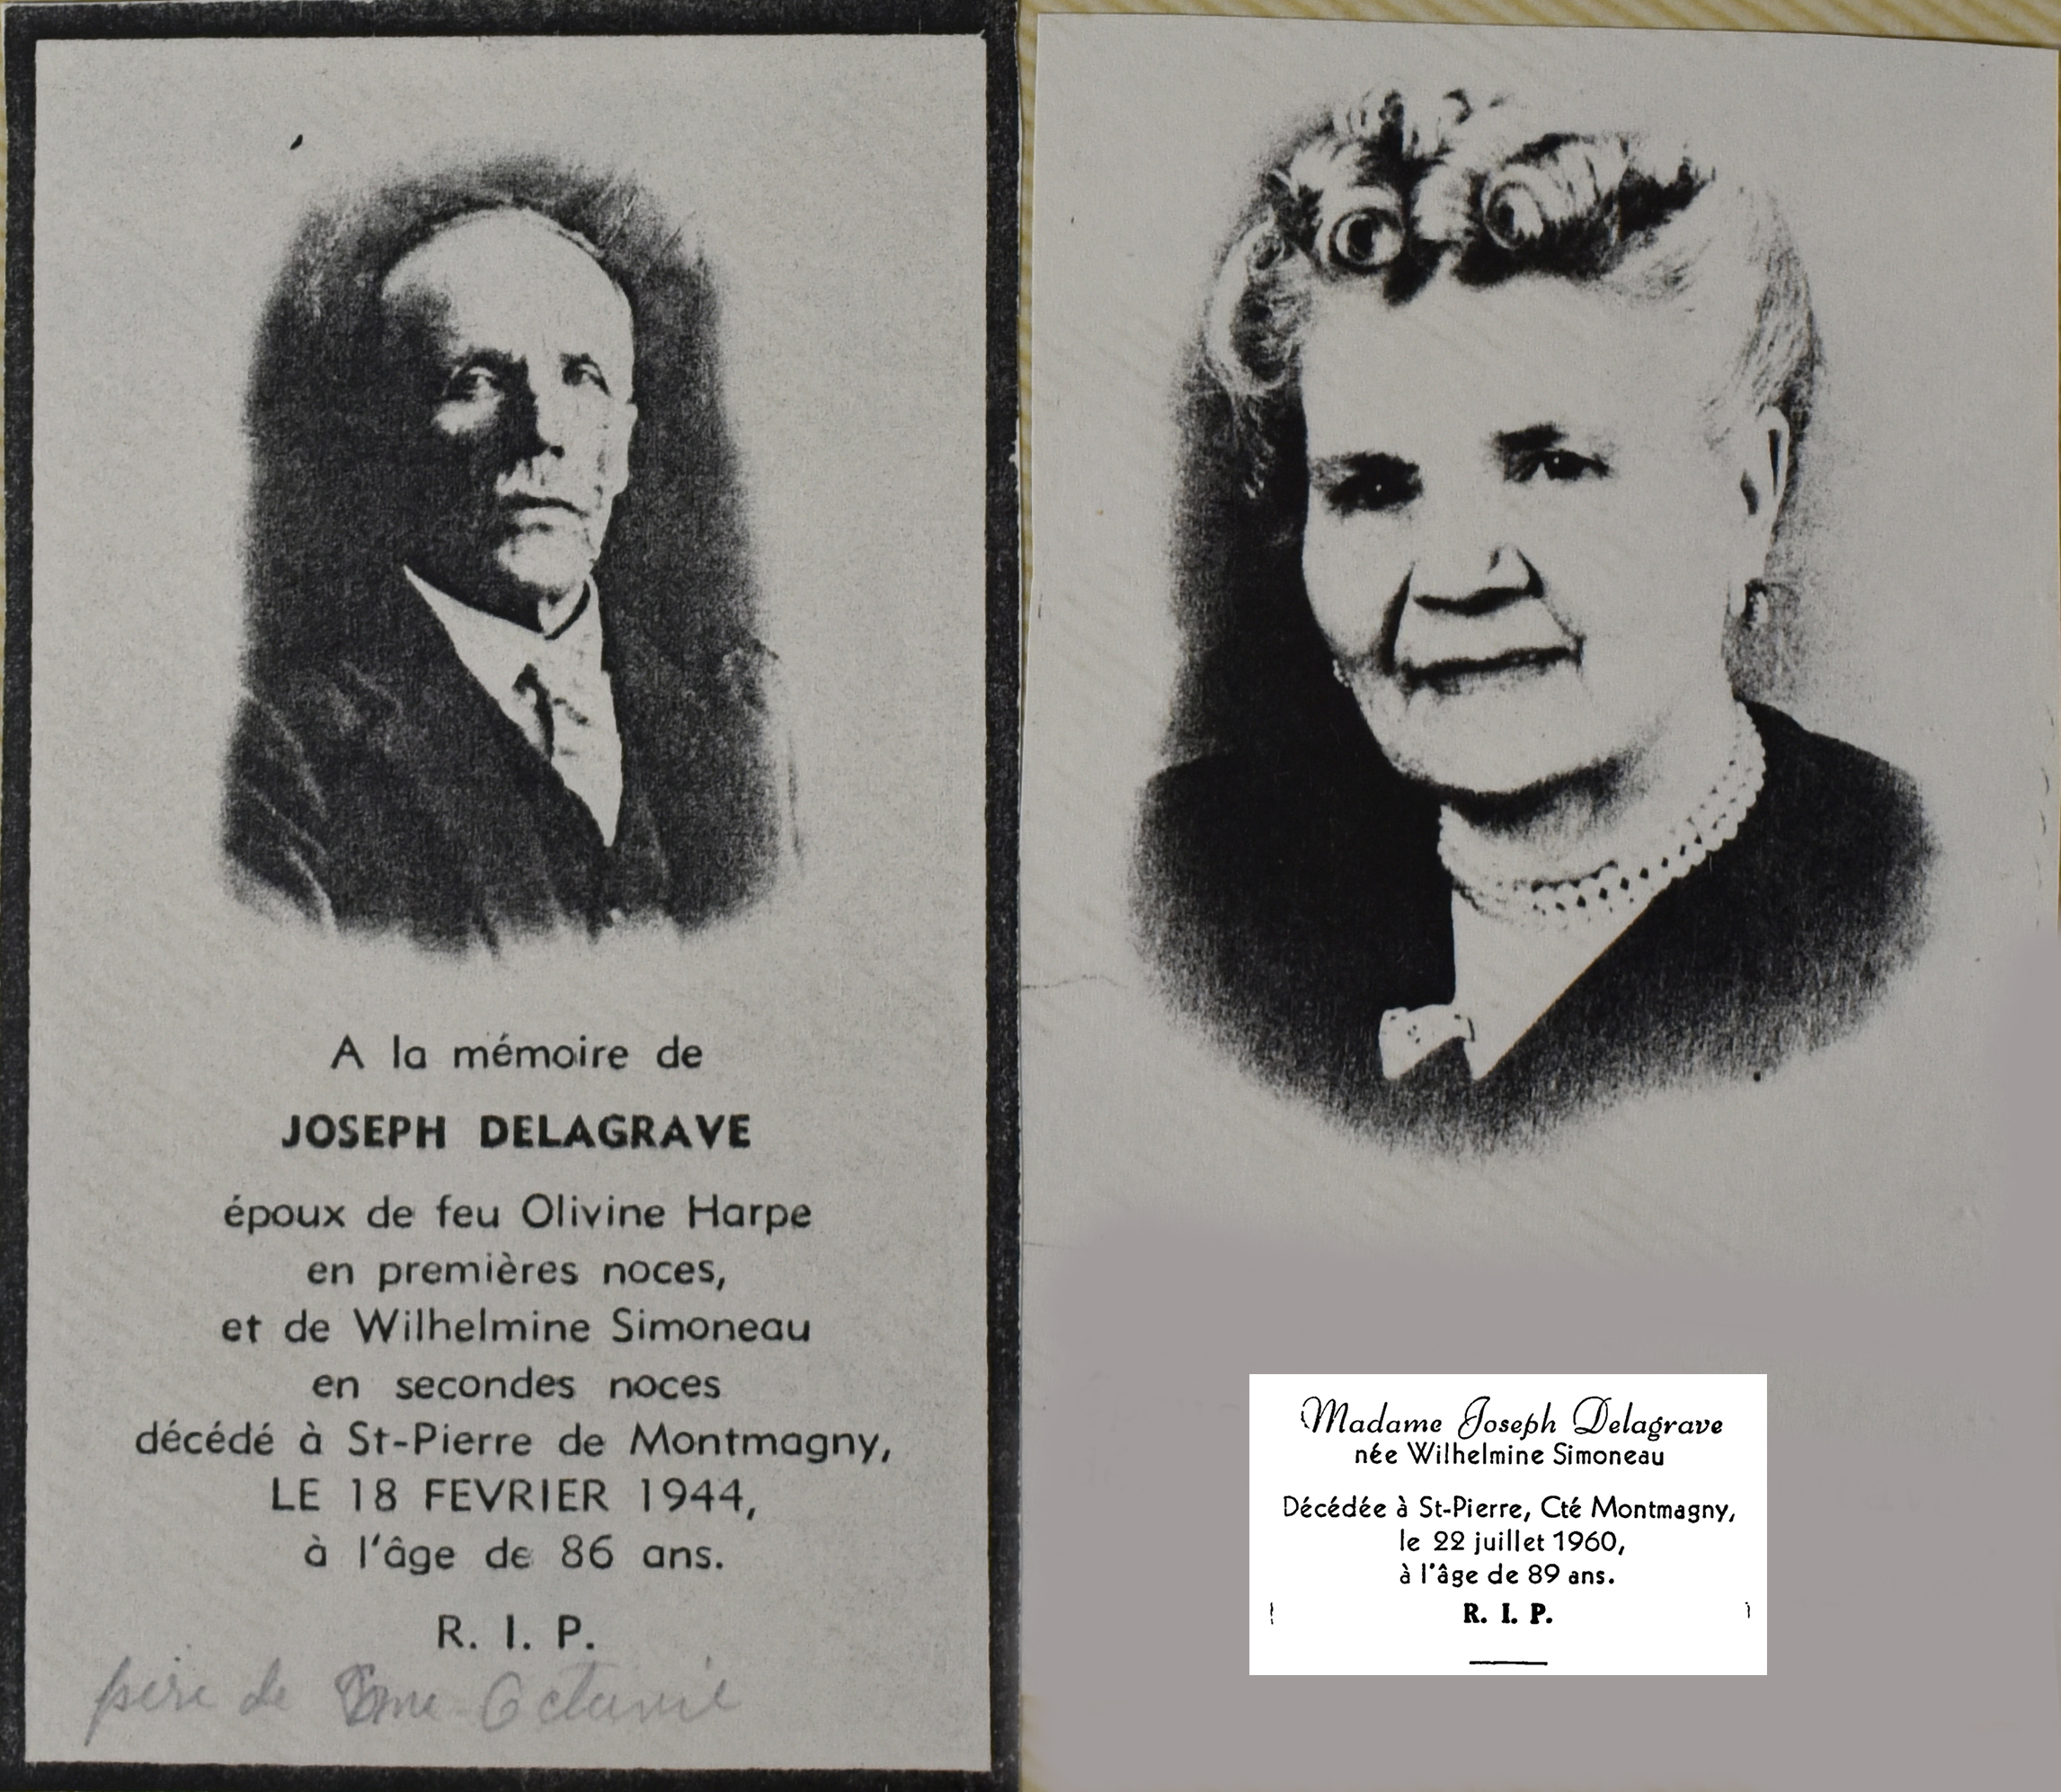 A la mémoire de
JOSEPH DELAGRAVE
époux de feu Olivine Harpe
en premières noces,
et de Wilhelmine Simoneau
en secondes noces
décédé à St-Pierre de Montmagny,
LE 18 FEVRIER 1944,
à l'âge de 86 ans.
R. I. P.
père de Octavie
Madame Joseph Delagrave
née Wilhelmine Simoneau
Décédée à St-Pierre, Cté Montmagny,
le 22 juillet 1960,
à l'âge de 89 ans.
R. I. P.